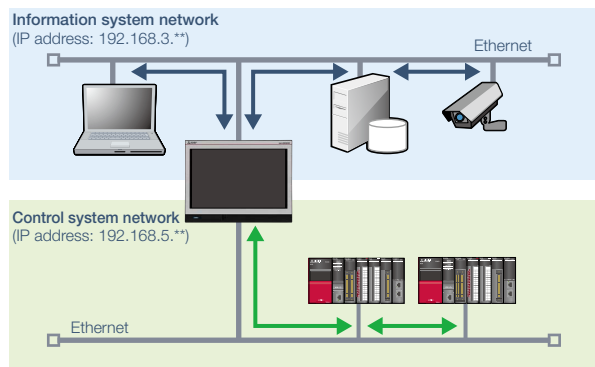 Information system network
(IP address: 192.168.3.**)
Ethernet
Control system network
(IP address: 192.168.5.**)
Ethernet